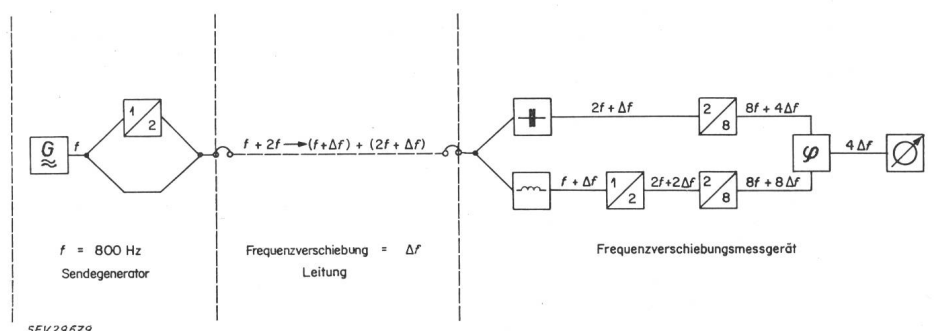 G
f
1
2
f + 2f → (f+Δf) + (2f + Δf)
2f + Δf
2
8
8f + 4Δf
φ
4Δf
f + Δf
1
2
2f+2Δf
2
8
8f + 8Δf
f = 800 Hz
Sendegenerator
Frequenzverschiebung = Δf
Leitung
Frequenzverschiebungsmessgerät
SEV29679